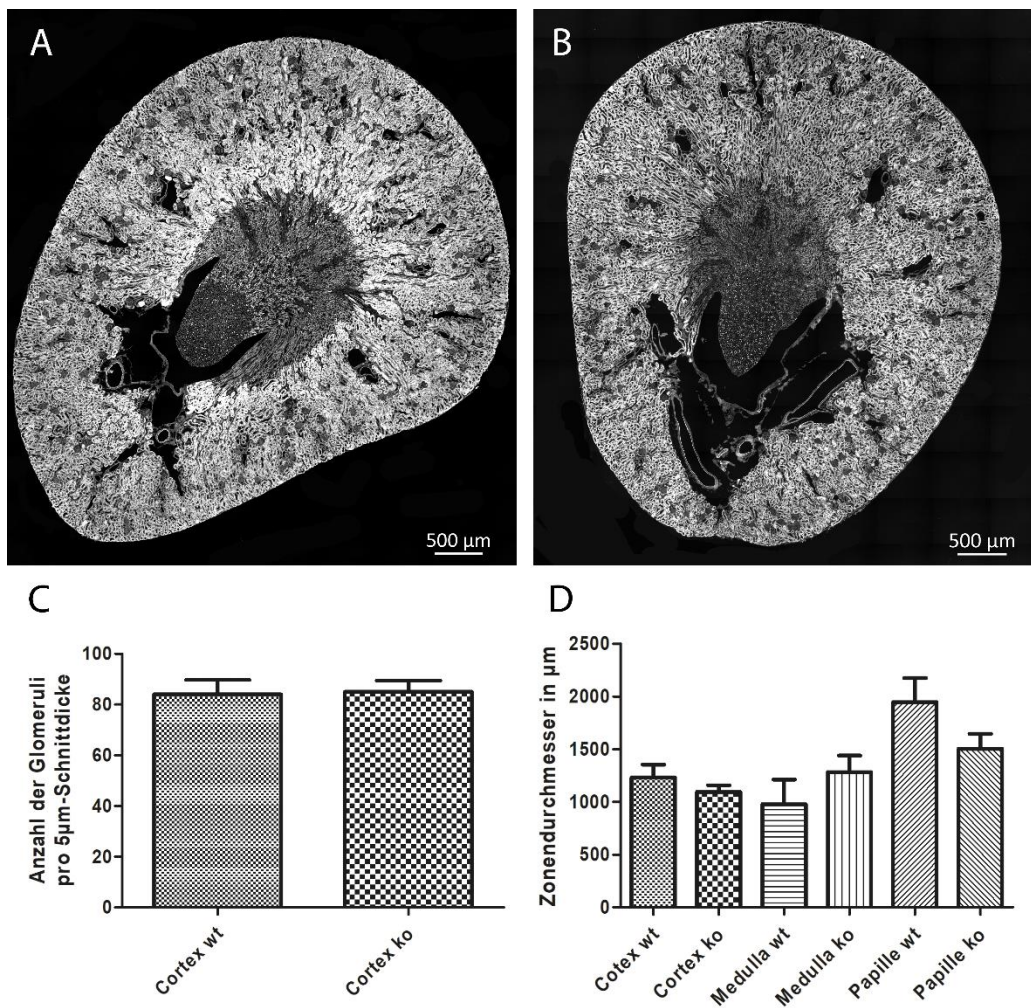 A
B
500 µm
500 µm
C
D
Anzahl der Glomeruli
pro 5µm-Schnittdicke
100
80
60
40
20
0
Cortex wt
Cortex ko
Zonendurchmesser in µm
2500
2000
1500
1000
500
0
Cotex wt
Cortex ko
Medulla wt
Medulla ko
Papille wt
Papille ko